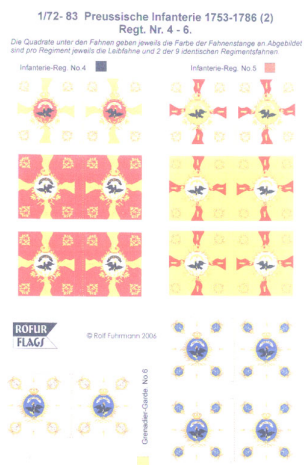 1/72- 83 Preussische Infanterie 1753-1786 (2)
Regt. Nr. 4 - 6.
Die Quadrate unter den Fahnen geben jeweils die Farbe der Fahnenstange an Abgebildet
sind pro Regiment jeweils die Leibfahne und 2 der 9 identischen Regimentsfahnen.
Infanterie-Reg. No.4
Infanterie-Reg. No.5
ROFUR
FLAGS
© Rolf Fuhrmann 2006
Grenadier-Garde No 6